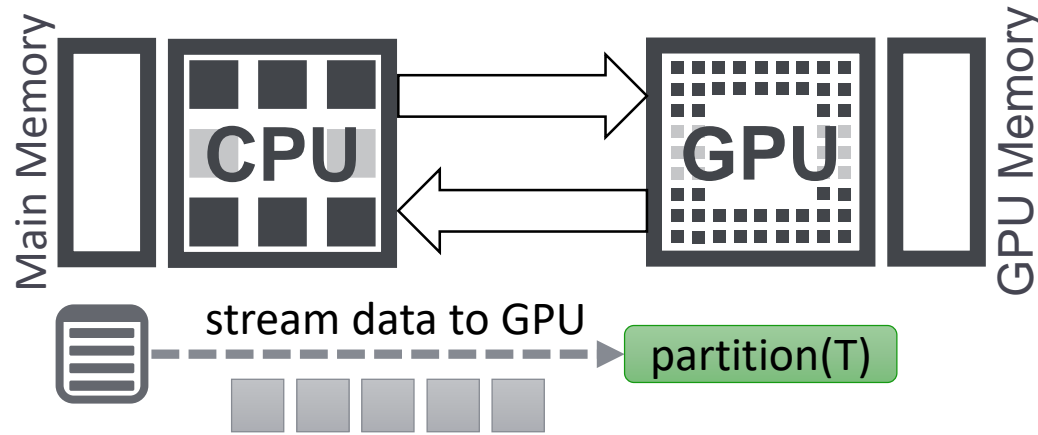 Main Memory
CPU
GPU
GPU Memory
stream data to GPU
partition(T)